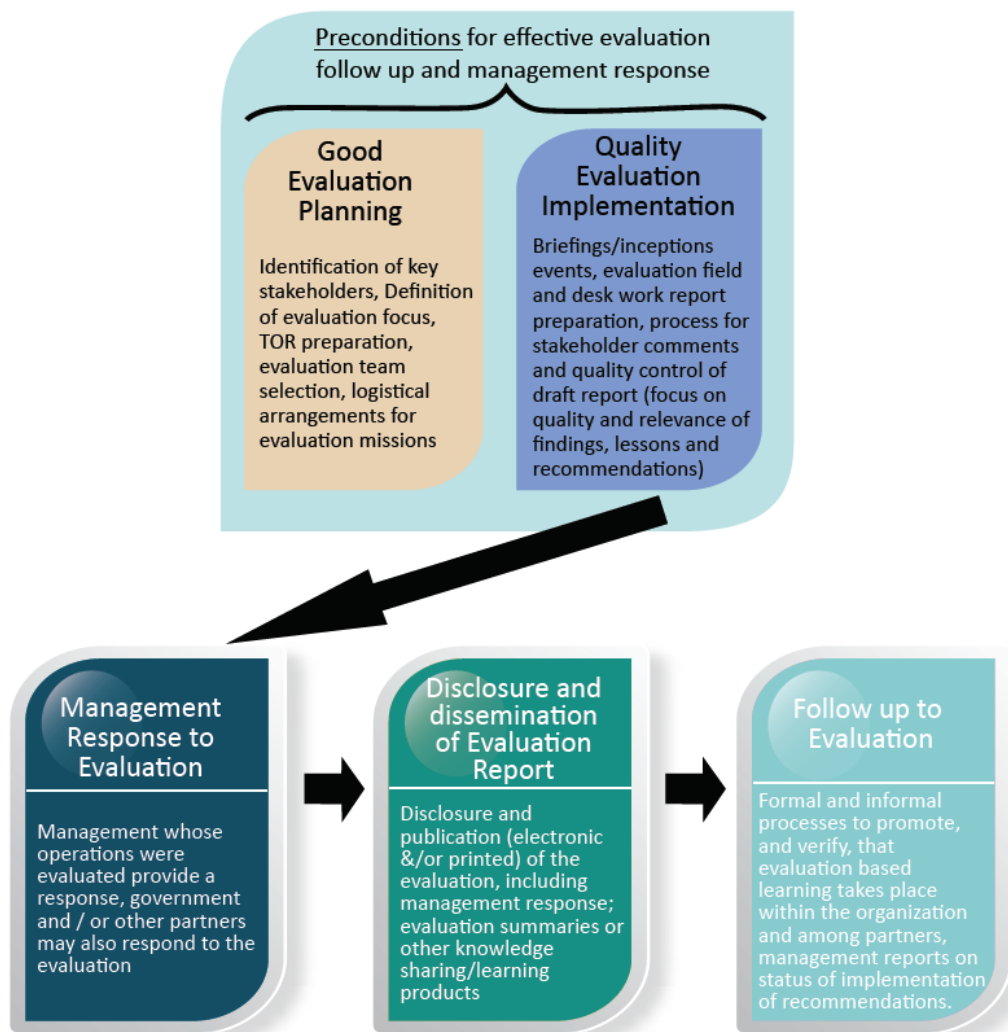 Preconditions for effective evaluation
follow up and management response
Good
Evaluation
Planning
Identification of key
stakeholders, Definition
of evaluation focus,
TOR preparation,
evaluation team
selection, logistical
arrangements for
evaluation missions
Quality
Evaluation
Implementation
Briefings/inceptions
events, evaluation field
and desk work report
preparation, process for
stakeholder comments
and quality control of
draft report (focus on
quality and relevance of
findings, lessons and
recommendations)
Management
Response to
Evaluation
Management whose
operations were
evaluated provide a
response, government
and / or other partners
may also respond to the
evaluation
Disclosure and
dissemination
of Evaluation
Report
Disclosure and
publication (electronic
&/or printed) of the
evaluation, including
management response;
evaluation summaries or
other knowledge
sharing/learning
products
Follow up to
Evaluation
Formal and informal
processes to promote,
and verify, that
evaluation based
learning takes place
within the organization
and among partners,
management reports on
status of implementation
of recommendations.